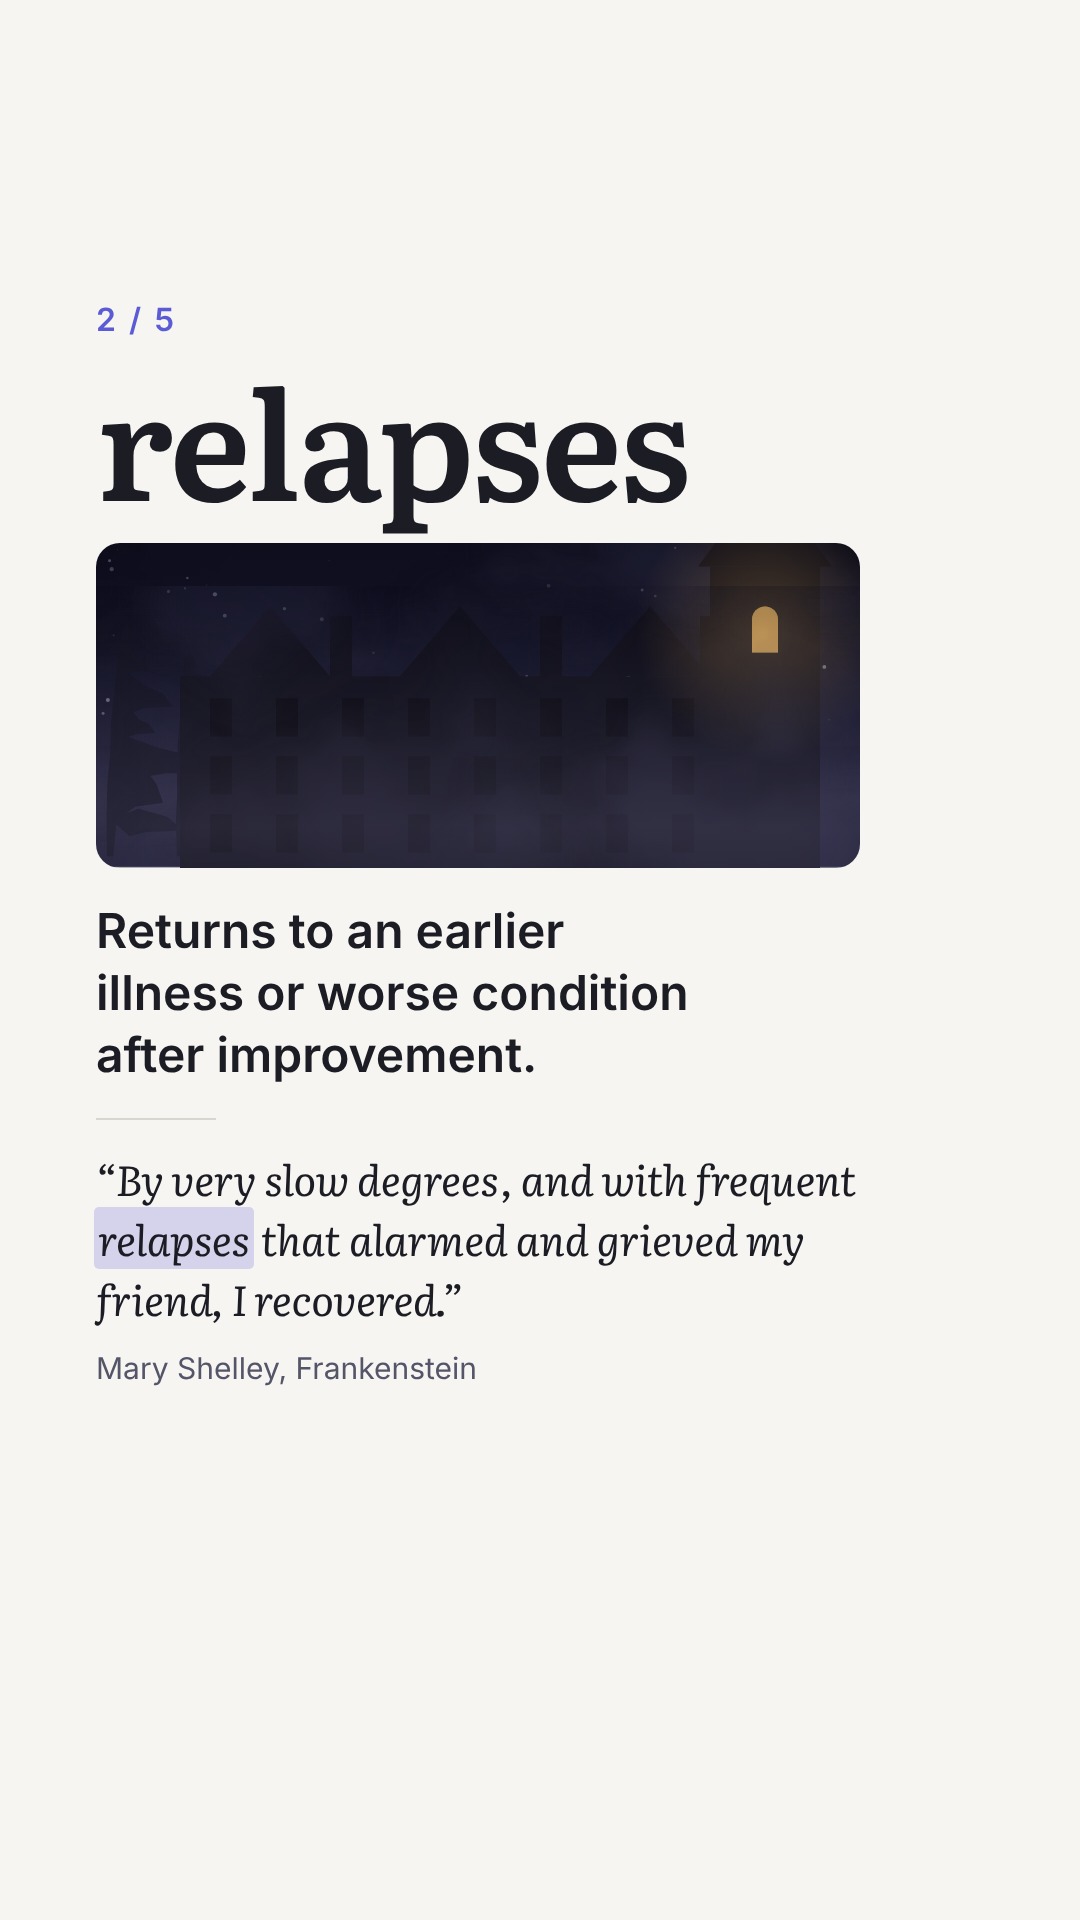 2 / 5
relapses
Returns to an earlier
illness or worse condition
after improvement.
“By very slow degrees, and with frequent
relapses that alarmed and grieved my
friend, I recovered.”
Mary Shelley, Frankenstein